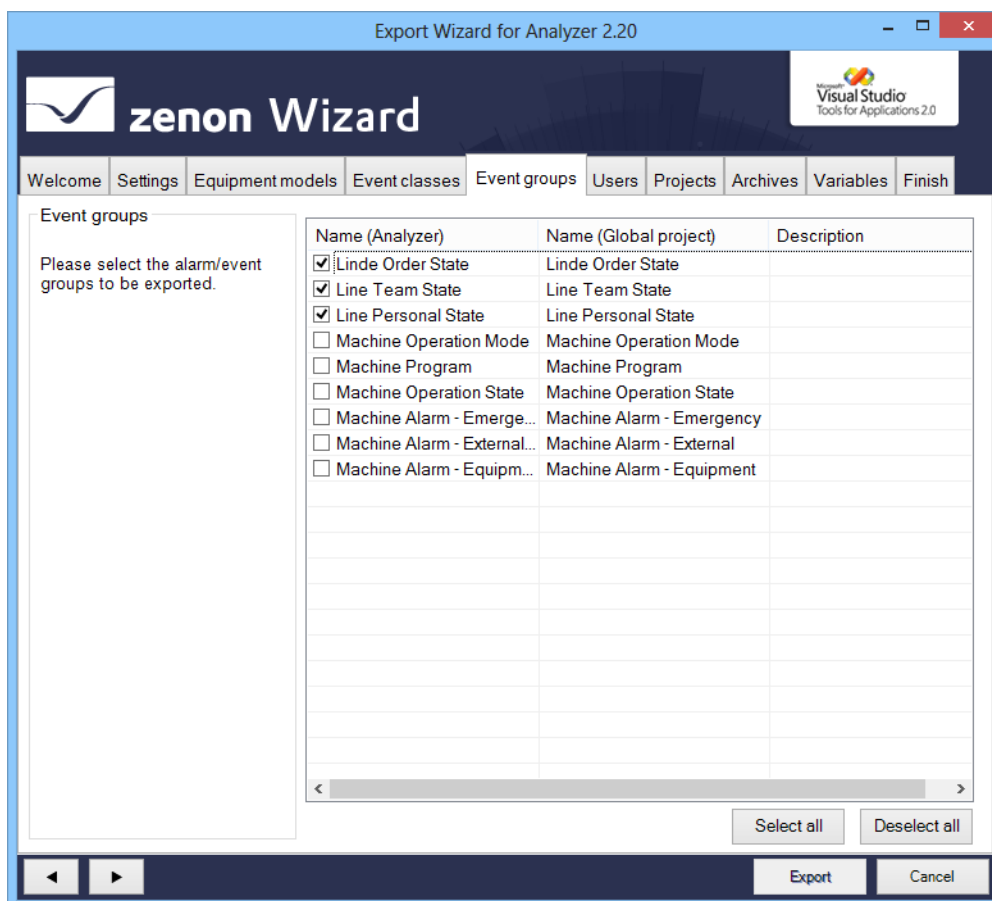 Export Wizard for Analyzer 2.20
zenon Wizard
Microsoft®
Visual Studio®
Tools for Applications 2.0
Welcome Settings Equipment models Event classes Event groups Users Projects Archives Variables Finish
Event groups
Please select the alarm/event
groups to be exported.
Name (Analyzer) Name (Global project) Description
Linde Order State Linde Order State
Line Team State Line Team State
Line Personal State Line Personal State
Machine Operation Mode Machine Operation Mode
Machine Program Machine Program
Machine Operation State Machine Operation State
Machine Alarm - Emerge... Machine Alarm - Emergency
Machine Alarm - External... Machine Alarm - External
Machine Alarm - Equipm... Machine Alarm - Equipment
Select all Deselect all
Export Cancel